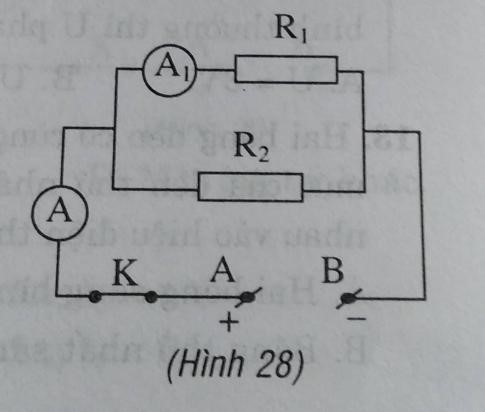 R₁
A₁
R₂
A
K A B
+ −
(Hình 28)